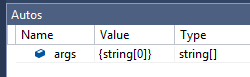 Autos
Name Value Type
args {string[0]} string[]